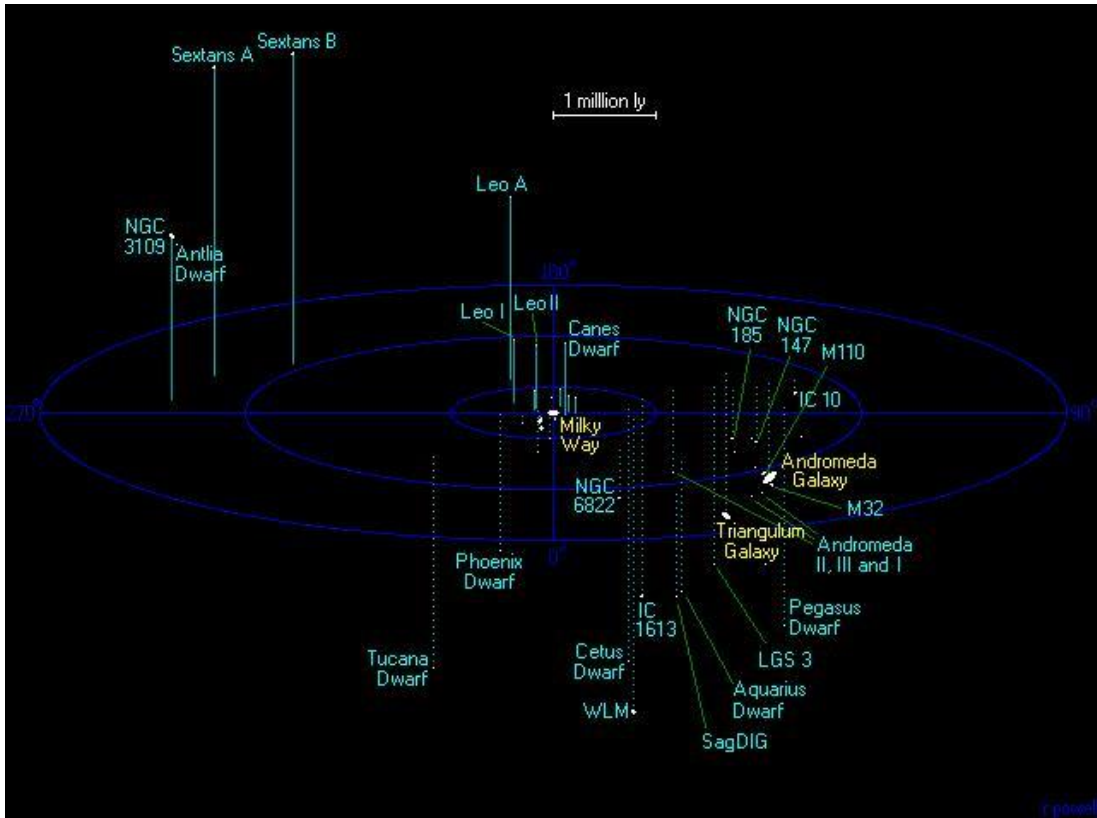 Sextans B
Sextans A
1 milllion ly
Leo A
NGC
3109
Antlia
Dwarf
180°
Leo II
Leo I
Canes
Dwarf
NGC
185
NGC
147
M110
IC 10
270°
90°
Milky
Way
Andromeda
Galaxy
NGC
6822
M32
Triangulum
Galaxy
Andromeda
II, III and I
0°
Phoenix
Dwarf
IC
1613
Pegasus
Dwarf
Tucana
Dwarf
Cetus
Dwarf
LGS 3
Aquarius
Dwarf
WLM
SagDIG